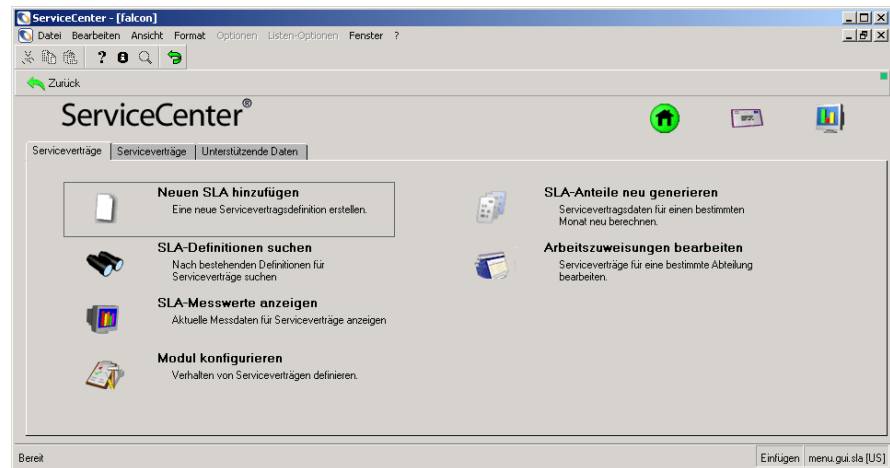 ServiceCenter - [falcon]
Datei Bearbeiten Ansicht Format Optionen Listen-Optionen Fenster ?
Zurück
ServiceCenter®
Serviceverträge Serviceverträge Unterstützende Daten
Neuen SLA hinzufügen
Eine neue Servicevertragsdefinition erstellen.
SLA-Definitionen suchen
Nach bestehenden Definitionen für
Serviceverträge suchen
SLA-Messwerte anzeigen
Aktuelle Messdaten für Serviceverträge anzeigen
Modul konfigurieren
Verhalten von Serviceverträgen definieren.
SLA-Anteile neu generieren
Servicevertragsdaten für einen bestimmten
Monat neu berechnen.
Arbeitszuweisungen bearbeiten
Serviceverträge für eine bestimmte Abteilung
bearbeiten.
Bereit
Einfügen menu.gui.sla [US]